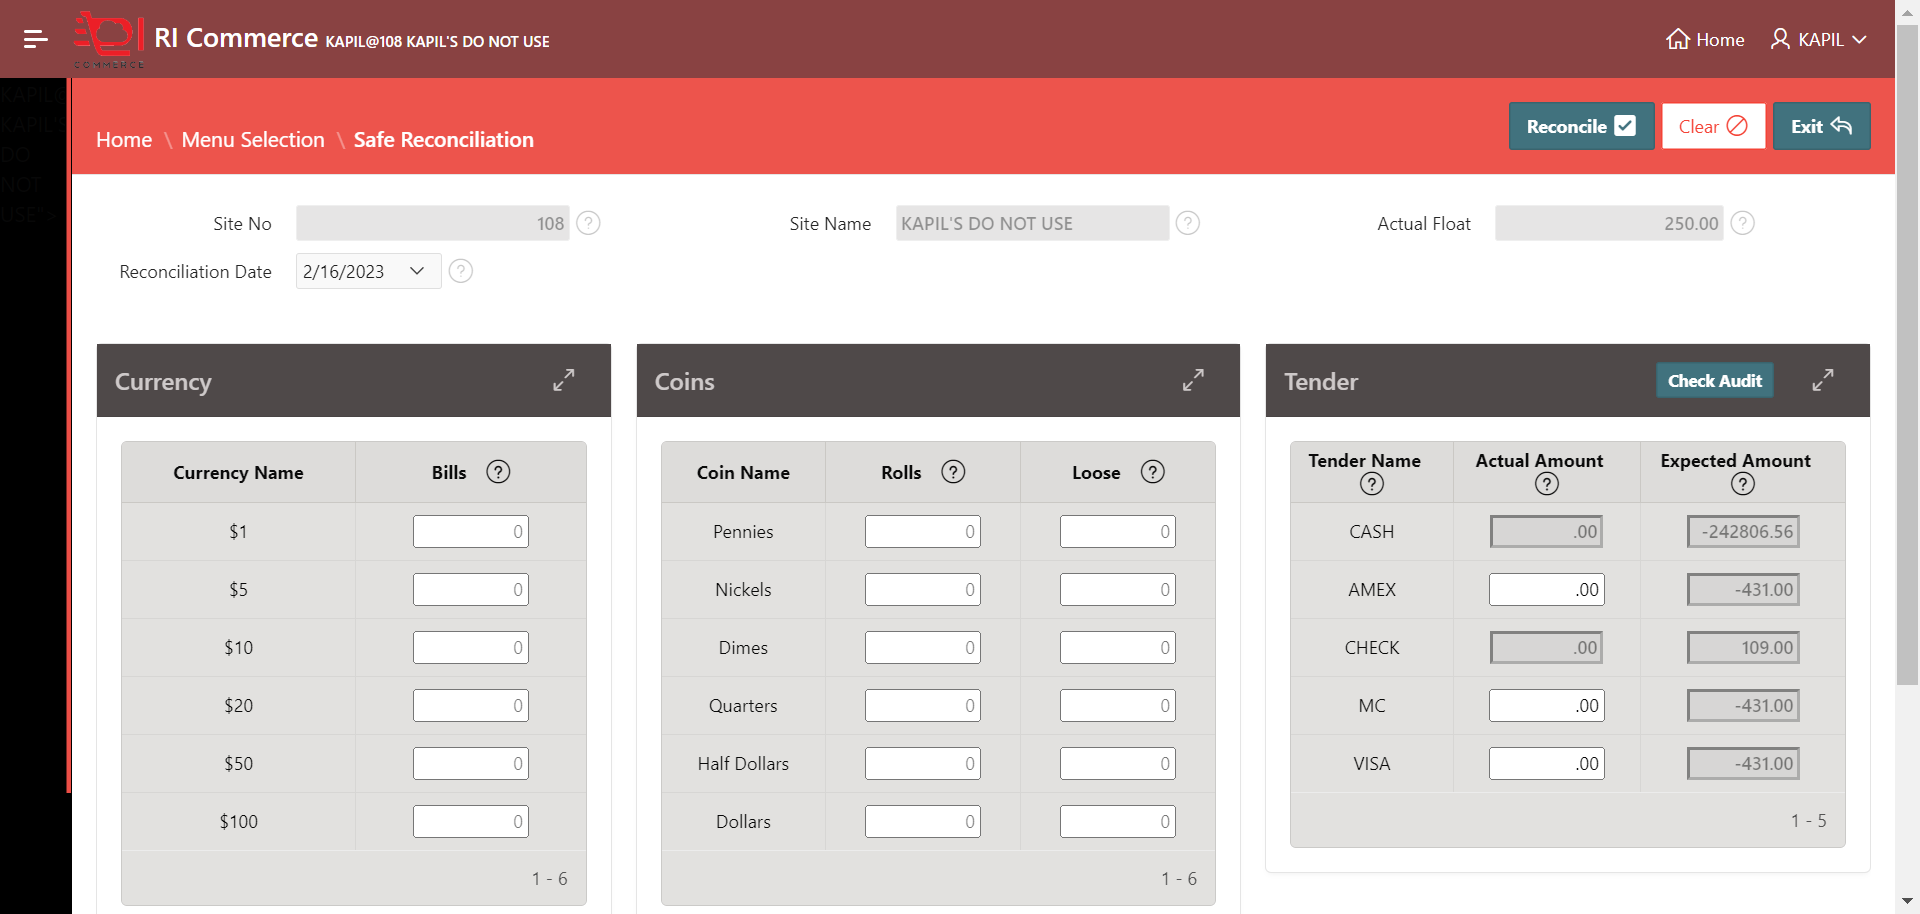 RI Commerce KAPIL@108 KAPIL'S DO NOT USE
COMMERCE
Home
KAPIL
KAPIL@
KAPIL'S
DO
NOT
USE"
Home \ Menu Selection \ Safe Reconciliation
Reconcile
Clear
Exit
Site No 108 ?
Site Name KAPIL'S DO NOT USE ?
Actual Float 250.00 ?
Reconciliation Date 2/16/2023 ?
Currency
Currency Name Bills ?
$1 0
$5 0
$10 0
$20 0
$50 0
$100 0
1 - 6
Coins
Coin Name Rolls ? Loose ?
Pennies 0 0
Nickels 0 0
Dimes 0 0
Quarters 0 0
Half Dollars 0 0
Dollars 0 0
1 - 6
Tender Check Audit
Tender Name Actual Amount Expected Amount
? ? ?
CASH .00 -242806.56
AMEX .00 -431.00
CHECK .00 109.00
MC .00 -431.00
VISA .00 -431.00
1 - 5